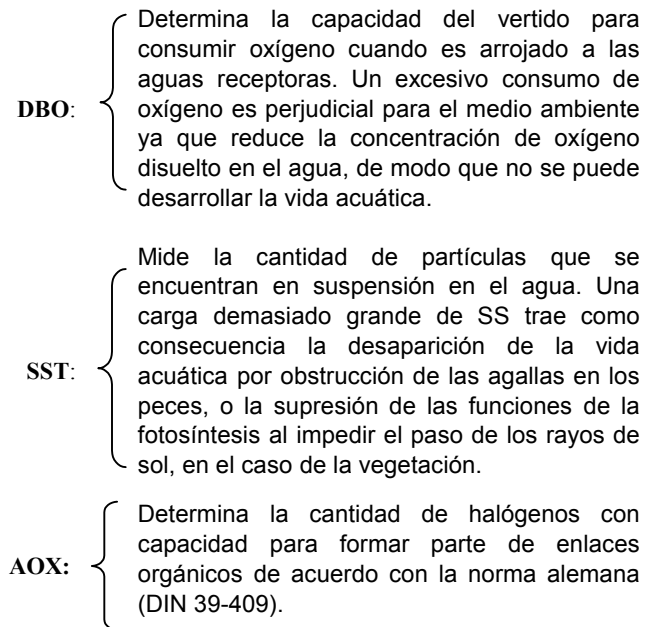 DBO:
Determina la capacidad del vertido para
consumir oxígeno cuando es arrojado a las
aguas receptoras. Un excesivo consumo de
oxígeno es perjudicial para el medio ambiente
ya que reduce la concentración de oxígeno
disuelto en el agua, de modo que no se puede
desarrollar la vida acuática.
SST:
Mide la cantidad de partículas que se
encuentran en suspensión en el agua. Una
carga demasiado grande de SS trae como
consecuencia la desaparición de la vida
acuática por obstrucción de las agallas en los
peces, o la supresión de las funciones de la
fotosíntesis al impedir el paso de los rayos de
sol, en el caso de la vegetación.
AOX:
Determina la cantidad de halógenos con
capacidad para formar parte de enlaces
orgánicos de acuerdo con la norma alemana
(DIN 39-409).